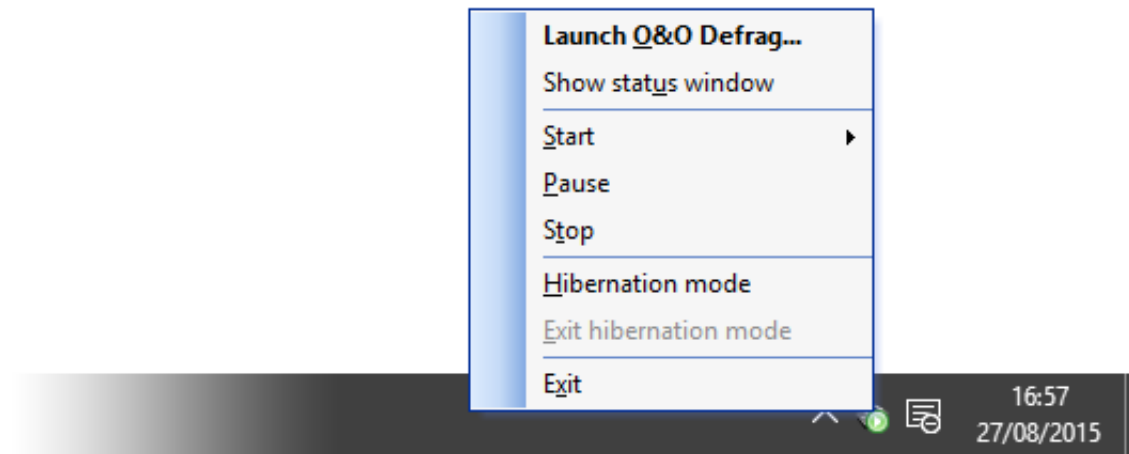 Launch O&O Defrag...
Show status window
Start
Pause
Stop
Hibernation mode
Exit hibernation mode
Exit
16:57
27/08/2015